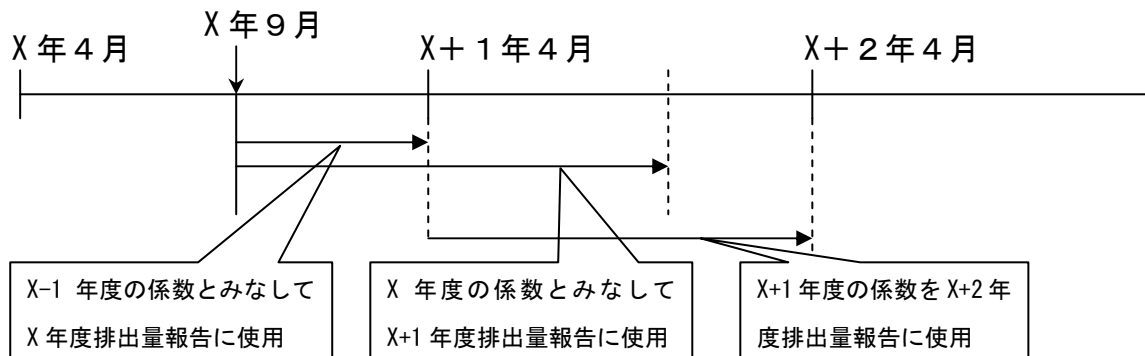 X年9月
X年4月
X+1年4月
X+2年4月
X-1 年度の係数とみなして
X年度排出量報告に使用
X 年度の係数とみなして
X+1年度排出量報告に使用
X+1年度の係数をX+2年
度排出量報告に使用